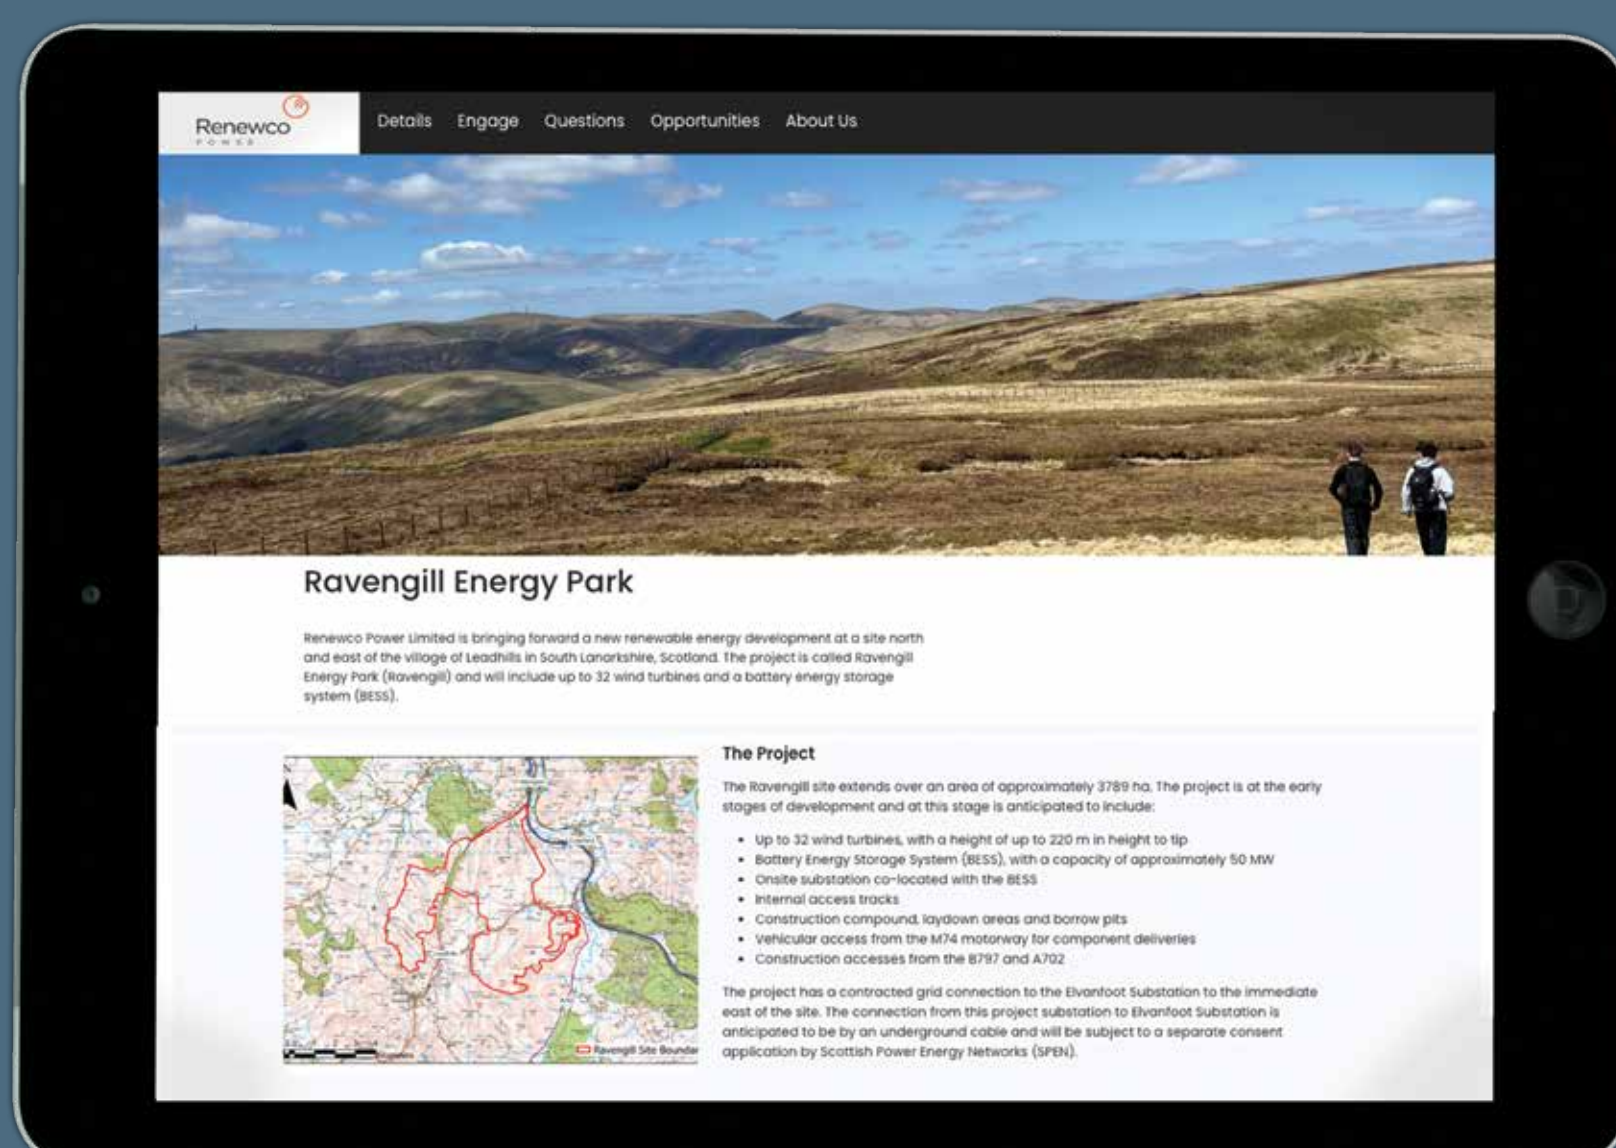 Renewco
POWER
Details Engage Questions Opportunities About Us
Ravengill Energy Park
Renewco Power Limited is bringing forward a new renewable energy development at a site north
and east of the village of Leadhills in South Lanarkshire, Scotland. The project is called Ravengill
Energy Park (Ravengill) and will include up to 32 wind turbines and a battery energy storage
system (BESS).
The Project
The Ravengill site extends over an area of approximately 3789 ha. The project is at the early
stages of development and at this stage is anticipated to include:
• Up to 32 wind turbines, with a height of up to 220 m in height to tip
• Battery Energy Storage System (BESS), with a capacity of approximately 50 MW
• Onsite substation co-located with the BESS
• Internal access tracks
• Construction compound, laydown areas and borrow pits
• Vehicular access from the M74 motorway for component deliveries
• Construction accesses from the B797 and A702
The project has a contracted grid connection to the Elvanfoot Substation to the immediate
east of the site. The connection from this project substation to Elvanfoot Substation is
anticipated to be by an underground cable and will be subject to a separate consent
application by Scottish Power Energy Networks (SPEN).
Ravengill Site Boundar